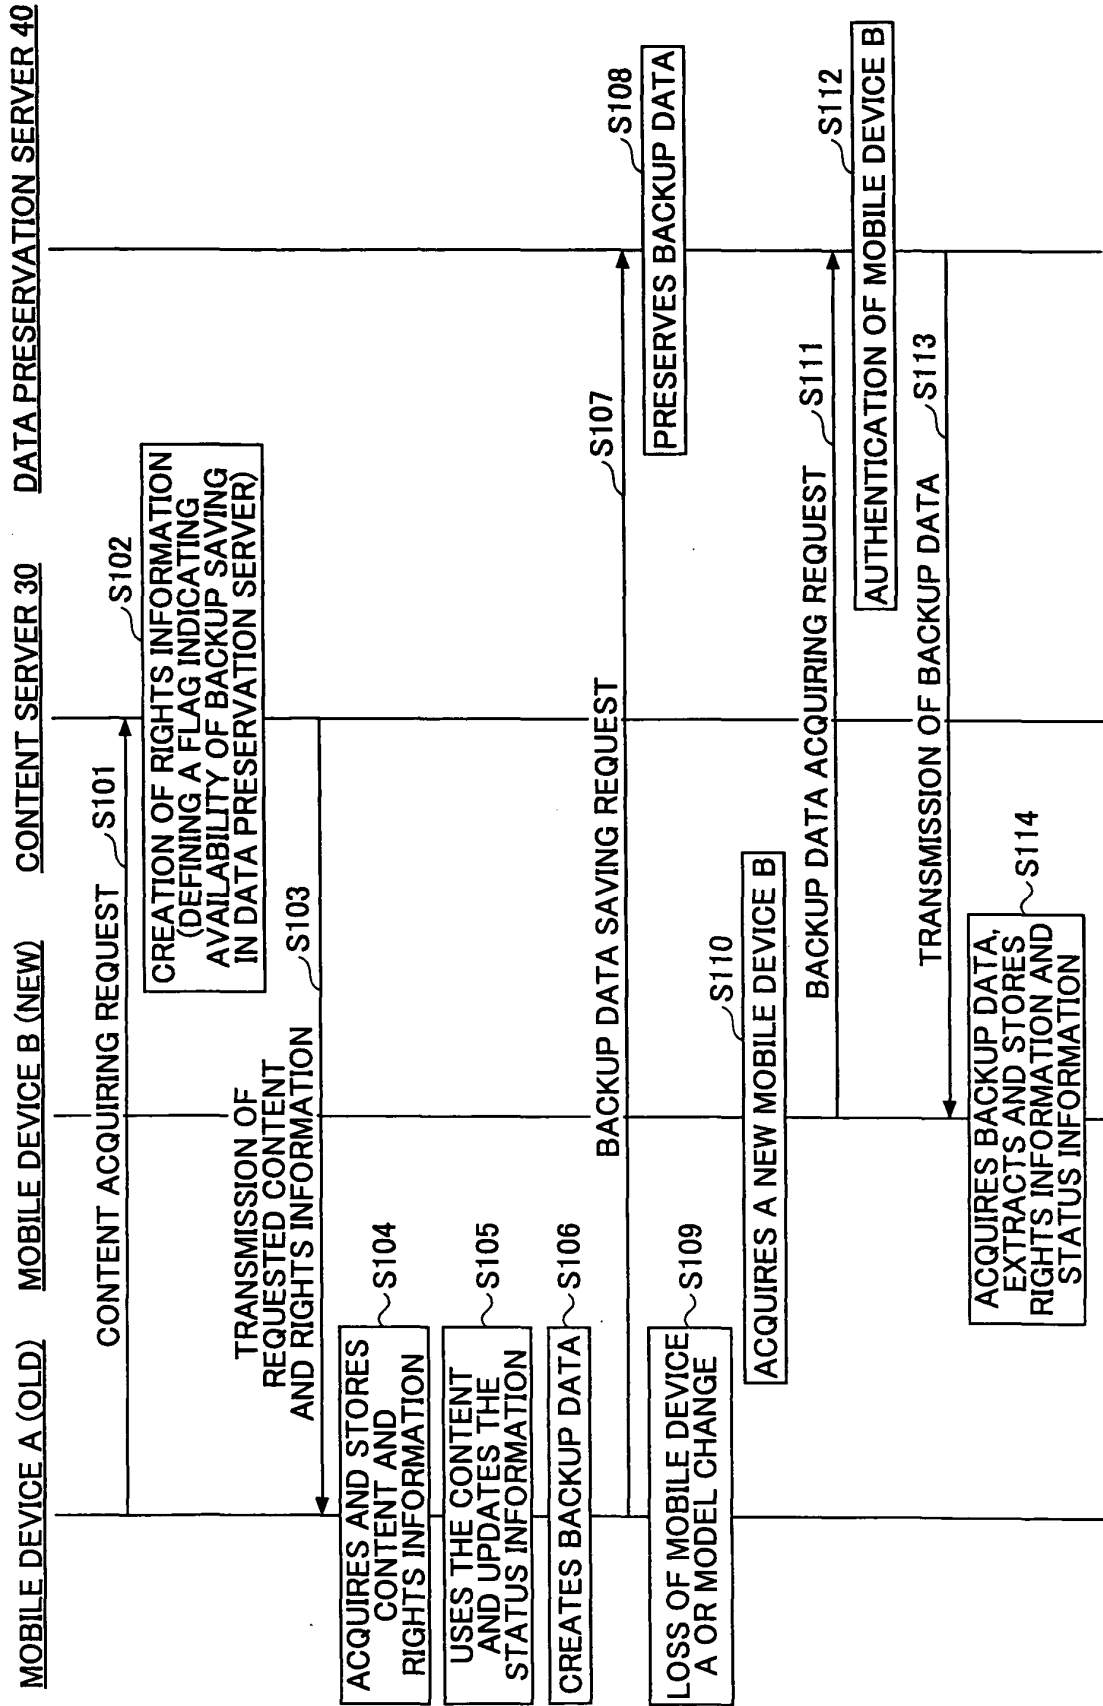 MOBILE DEVICE A (OLD)
MOBILE DEVICE B (NEW)
CONTENT SERVER 30
DATA PRESERVATION SERVER 40
CONTENT ACQUIRING REQUEST
S101
S102
CREATION OF RIGHTS INFORMATION
(DEFINING A FLAG INDICATING
AVAILABILITY OF BACKUP SAVING
IN DATA PRESERVATION SERVER)
TRANSMISSION OF
REQUESTED CONTENT
AND RIGHTS INFORMATION
S103
ACQUIRES AND STORES
CONTENT AND
RIGHTS INFORMATION
S104
USES THE CONTENT
AND UPDATES THE
STATUS INFORMATION
S105
CREATES BACKUP DATA
S106
BACKUP DATA SAVING REQUEST
S107
S108
PRESERVES BACKUP DATA
LOSS OF MOBILE DEVICE
A OR MODEL CHANGE
S109
S110
ACQUIRES A NEW MOBILE DEVICE B
BACKUP DATA ACQUIRING REQUEST
S111
S112
AUTHENTICATION OF MOBILE DEVICE B
TRANSMISSION OF BACKUP DATA
S113
ACQUIRES BACKUP DATA,
EXTRACTS AND STORES
RIGHTS INFORMATION AND
STATUS INFORMATION
S114